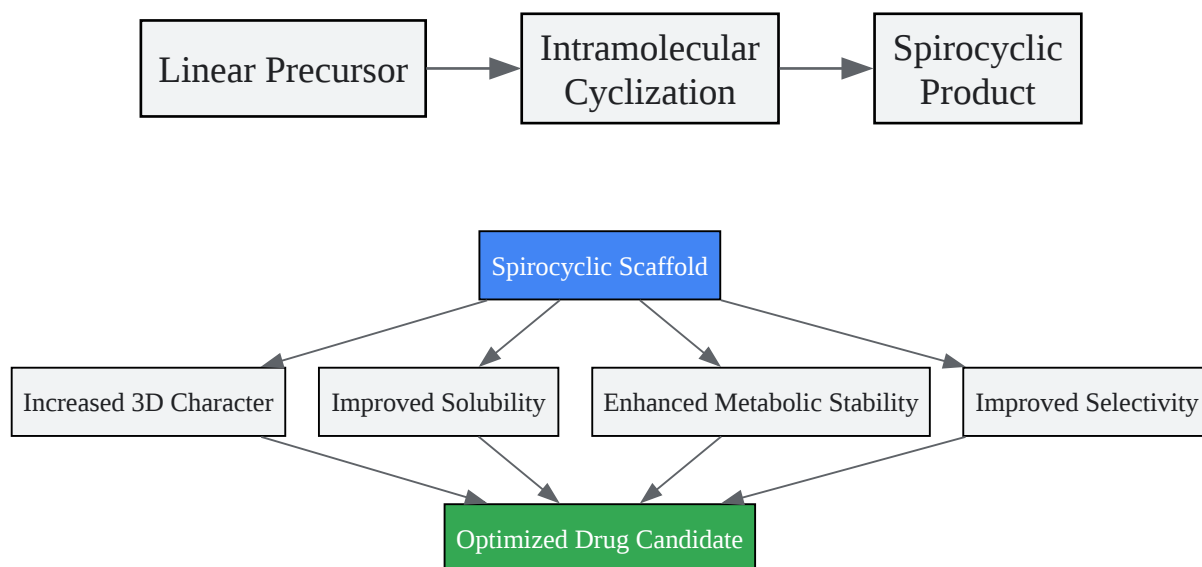 Linear Precursor
Intramolecular
Cyclization
Spirocyclic
Product
Spirocyclic Scaffold
Increased 3D Character
Improved Solubility
Enhanced Metabolic Stability
Improved Selectivity
Optimized Drug Candidate